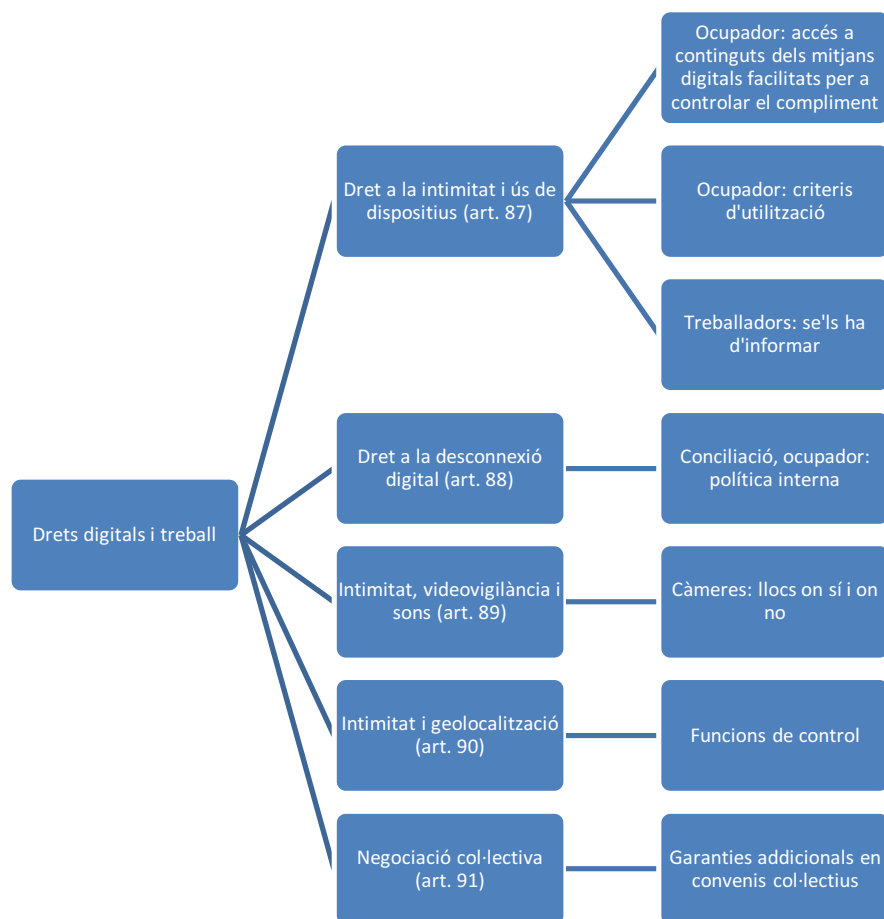 Drets digitals i treball
Dret a la intimitat i ús de
dispositius (art. 87)
Ocupador: accés a
continguts dels mitjans
digitals facilitats per a
controlar el compliment
Ocupador: criteris
d'utilització
Treballadors: se'ls ha
d'informar
Dret a la desconnexió
digital (art. 88)
Conciliació, ocupador:
política interna
Intimitat, videovigilància i
sons (art. 89)
Càmeres: llocs on sí i on
no
Intimitat i geolocalització
(art. 90)
Funcions de control
Negociació col·lectiva
(art. 91)
Garanties addicionals en
convenis col·lectius